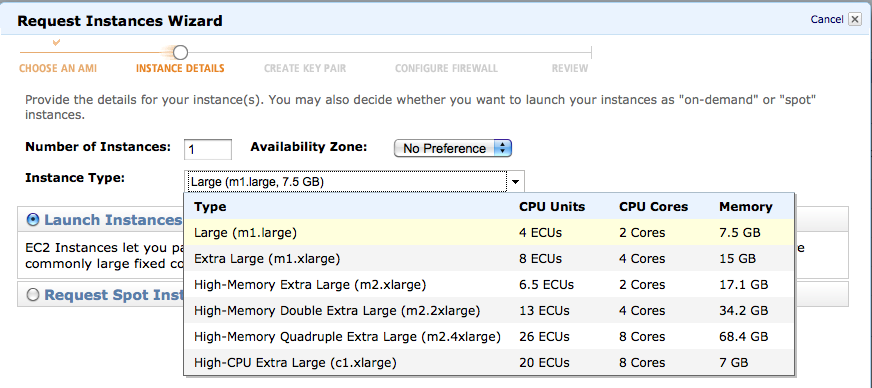 Request Instances Wizard
Cancel
CHOOSE AN AMI INSTANCE DETAILS CREATE KEY PAIR CONFIGURE FIREWALL REVIEW
Provide the details for your instance(s). You may also decide whether you want to launch your instances as "on-demand" or "spot"
instances.
Number of Instances: 1 Availability Zone: No Preference
Instance Type: Large (m1.large, 7.5 GB)
Type CPU Units CPU Cores Memory
Large (m1.large) 4 ECUs 2 Cores 7.5 GB
Extra Large (m1.xlarge) 8 ECUs 4 Cores 15 GB
High-Memory Extra Large (m2.xlarge) 6.5 ECUs 2 Cores 17.1 GB
High-Memory Double Extra Large (m2.2xlarge) 13 ECUs 4 Cores 34.2 GB
High-Memory Quadruple Extra Large (m2.4xlarge) 26 ECUs 8 Cores 68.4 GB
High-CPU Extra Large (c1.xlarge) 20 ECUs 8 Cores 7 GB
Launch Instances
EC2 Instances let you pa
commonly large fixed co
Request Spot Inst